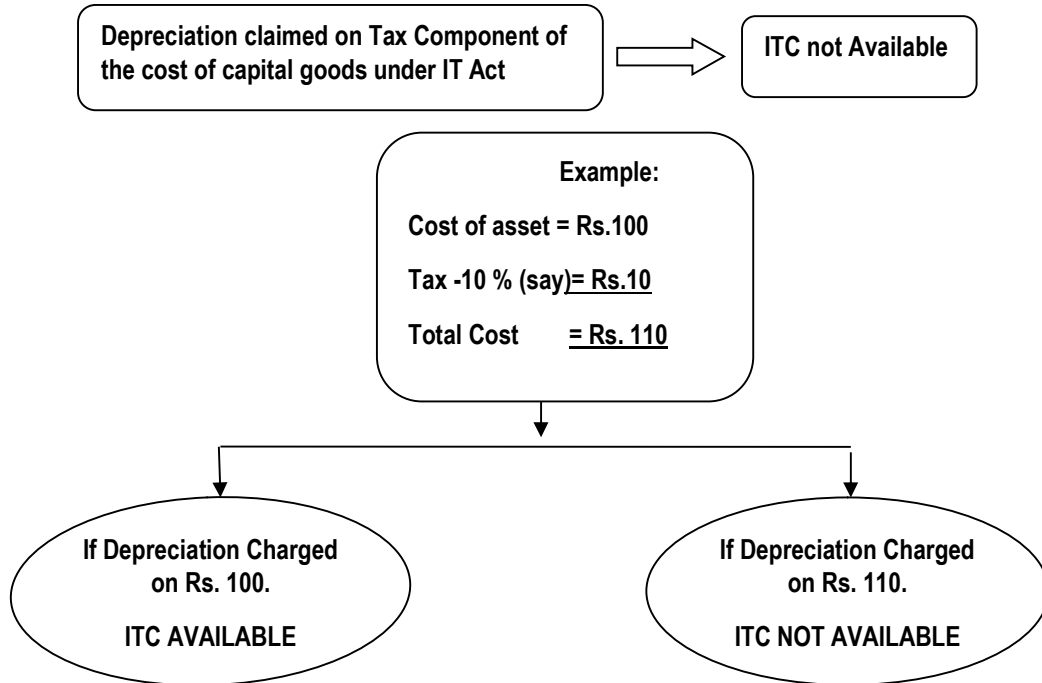 Depreciation claimed on Tax Component of
the cost of capital goods under IT Act
ITC not Available
Example:
Cost of asset = Rs.100
Tax -10 % (say)= Rs.10
Total Cost = Rs. 110
If Depreciation Charged
on Rs. 100.
ITC AVAILABLE
If Depreciation Charged
on Rs. 110.
ITC NOT AVAILABLE